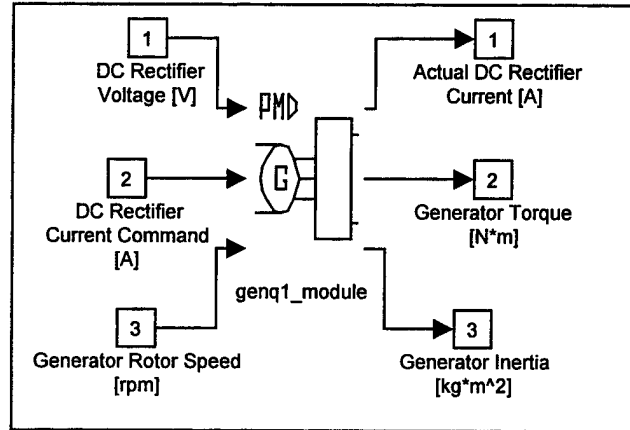 1
DC Rectifier
Voltage [V]
2
DC Rectifier
Current Command
[A]
3
Generator Rotor Speed
[rpm]
PMD
G
genq1_module
1
Actual DC Rectifier
Current [A]
2
Generator Torque
[N*m]
3
Generator Inertia
[kg*m^2]